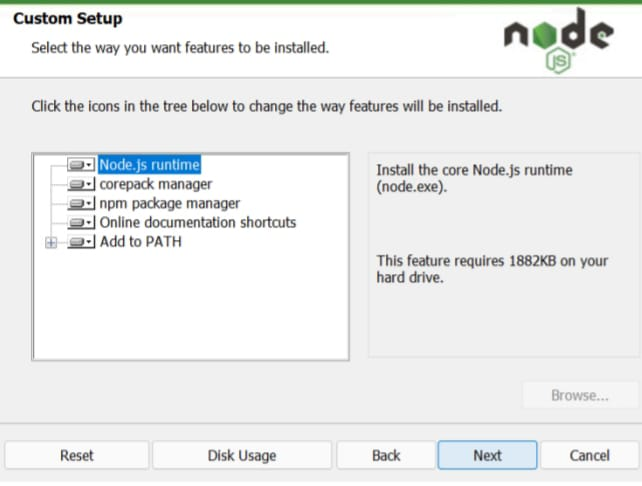 Custom Setup
Select the way you want features to be installed.
node
JS
Click the icons in the tree below to change the way features will be installed.
Node.js runtime
corepack manager
npm package manager
Online documentation shortcuts
Add to PATH
Install the core Node.js runtime
(node.exe).
This feature requires 1882KB on your
hard drive.
Browse...
Reset
Disk Usage
Back
Next
Cancel